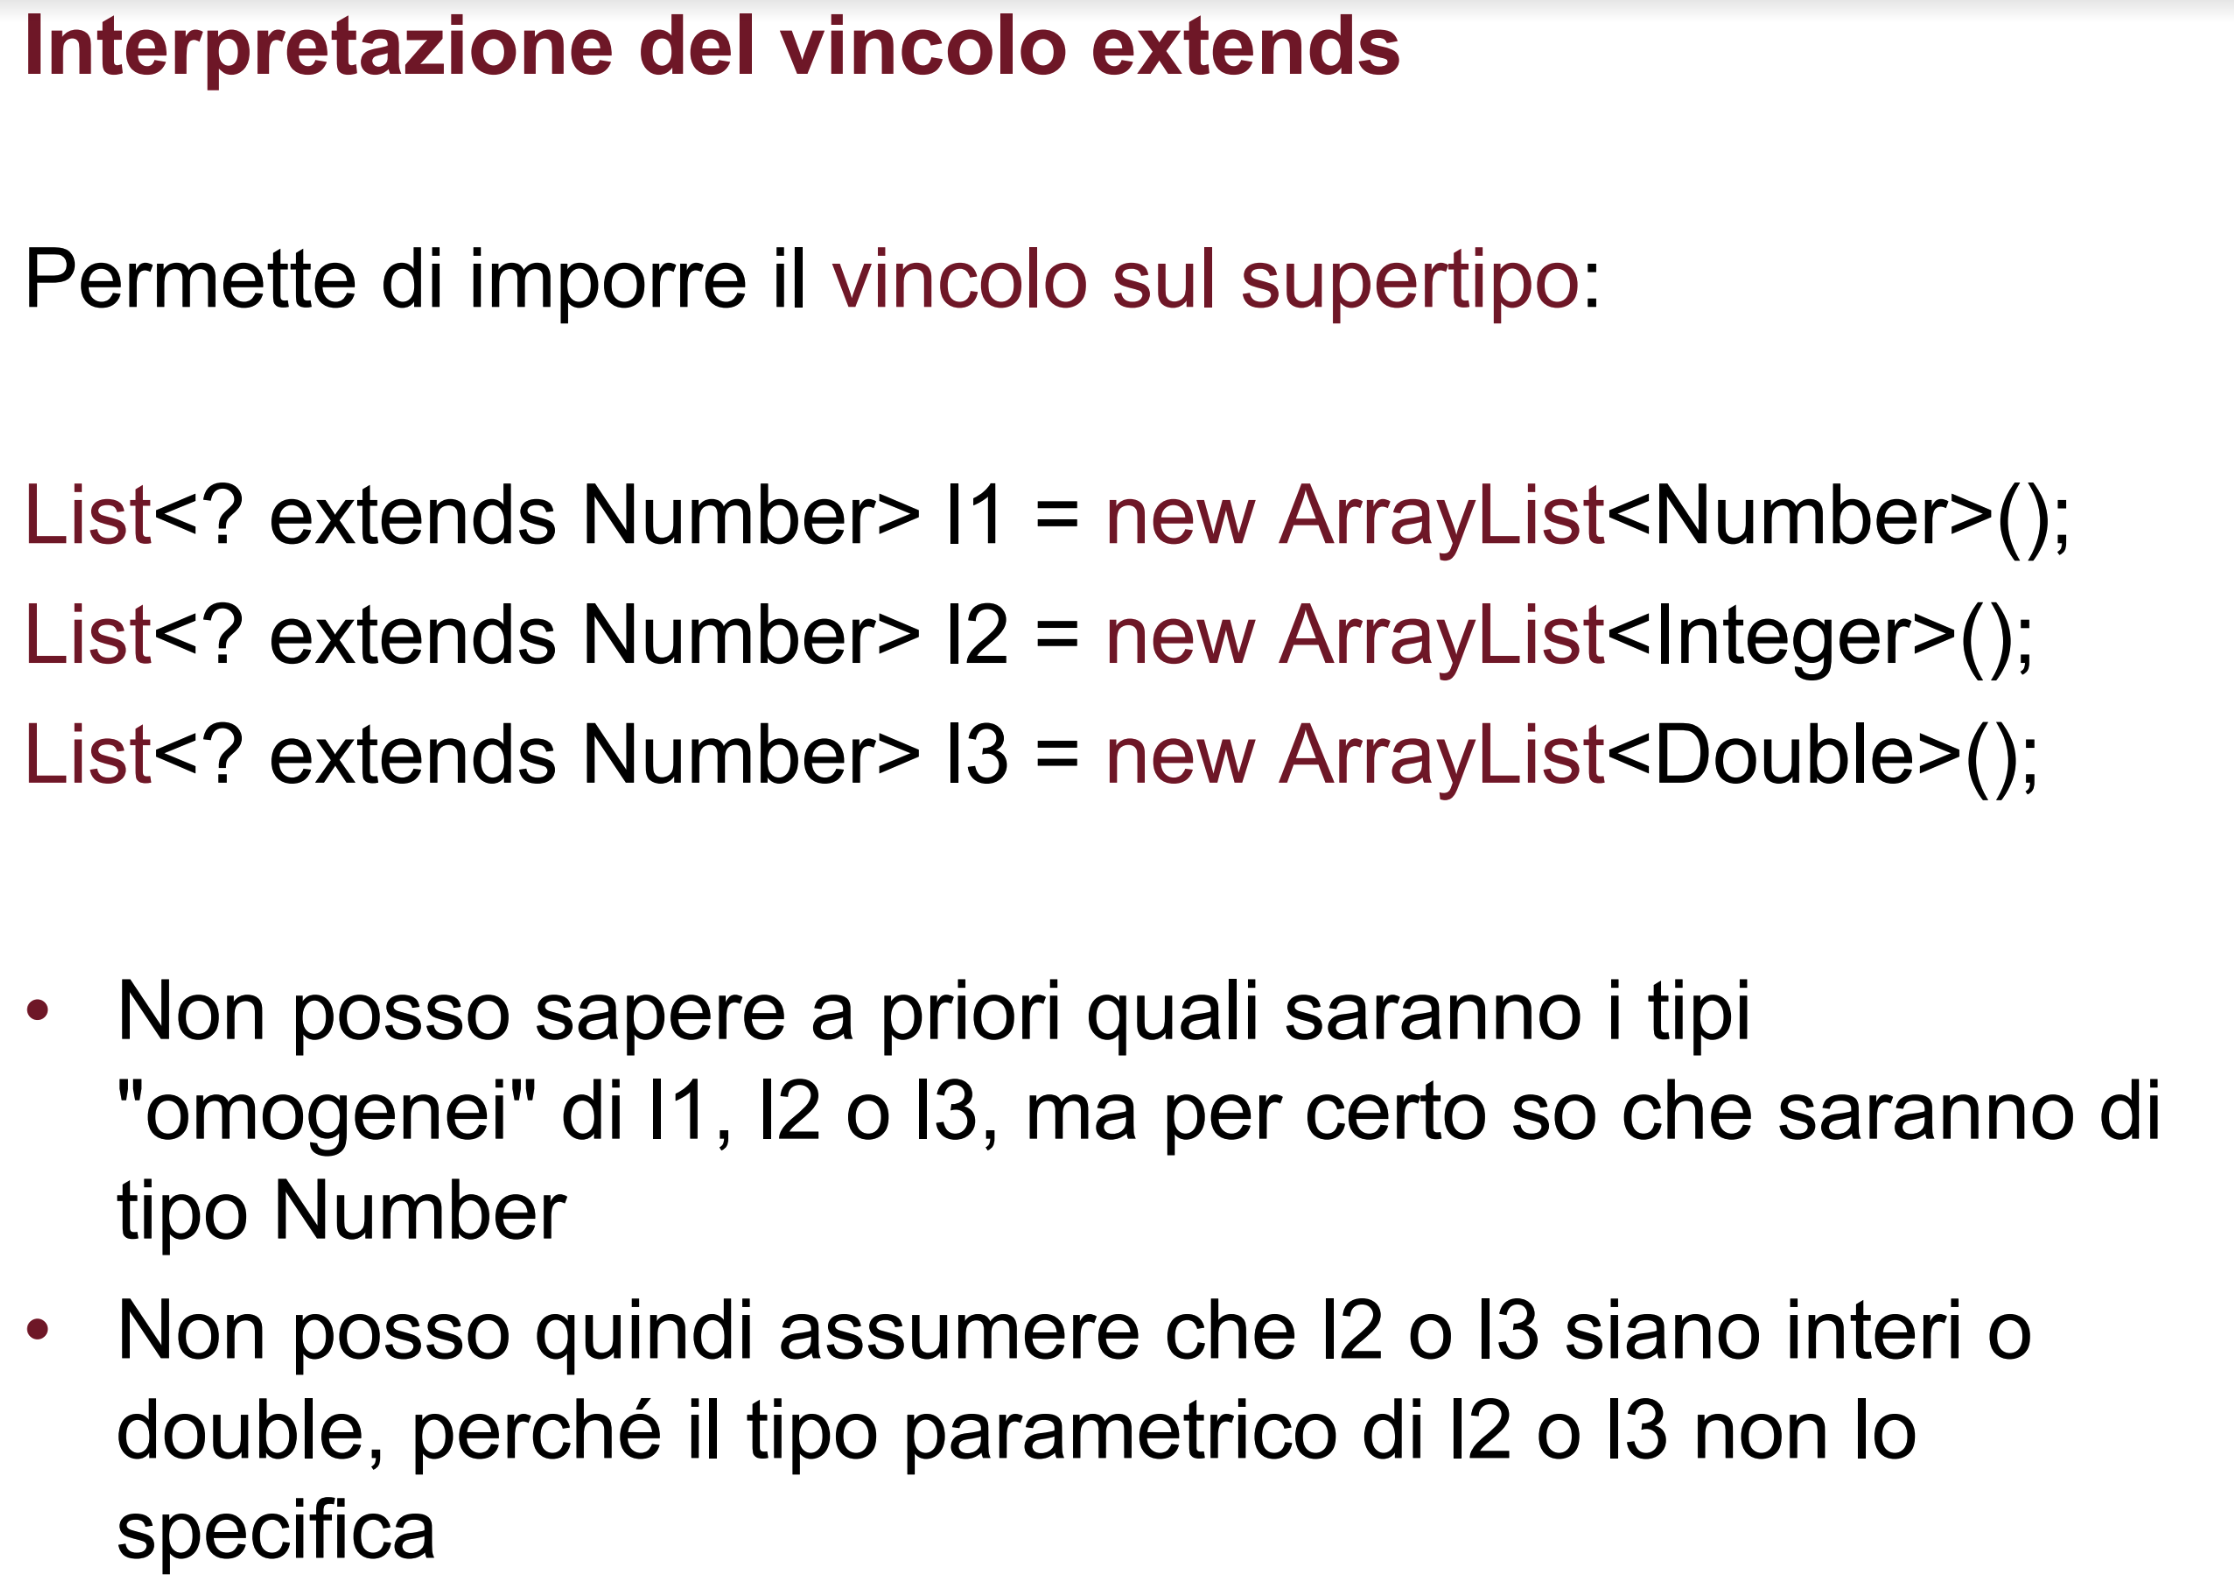 Interpretazione del vincolo extends
Permette di imporre il vincolo sul supertipo:
List<? extends Number> l1 = new ArrayList<Number>();
List<? extends Number> l2 = new ArrayList<Integer>();
List<? extends Number> l3 = new ArrayList<Double>();
• Non posso sapere a priori quali saranno i tipi
"omogenei" di l1, l2 o l3, ma per certo so che saranno di
tipo Number
• Non posso quindi assumere che l2 o l3 siano interi o
double, perché il tipo parametrico di l2 o l3 non lo
specifica